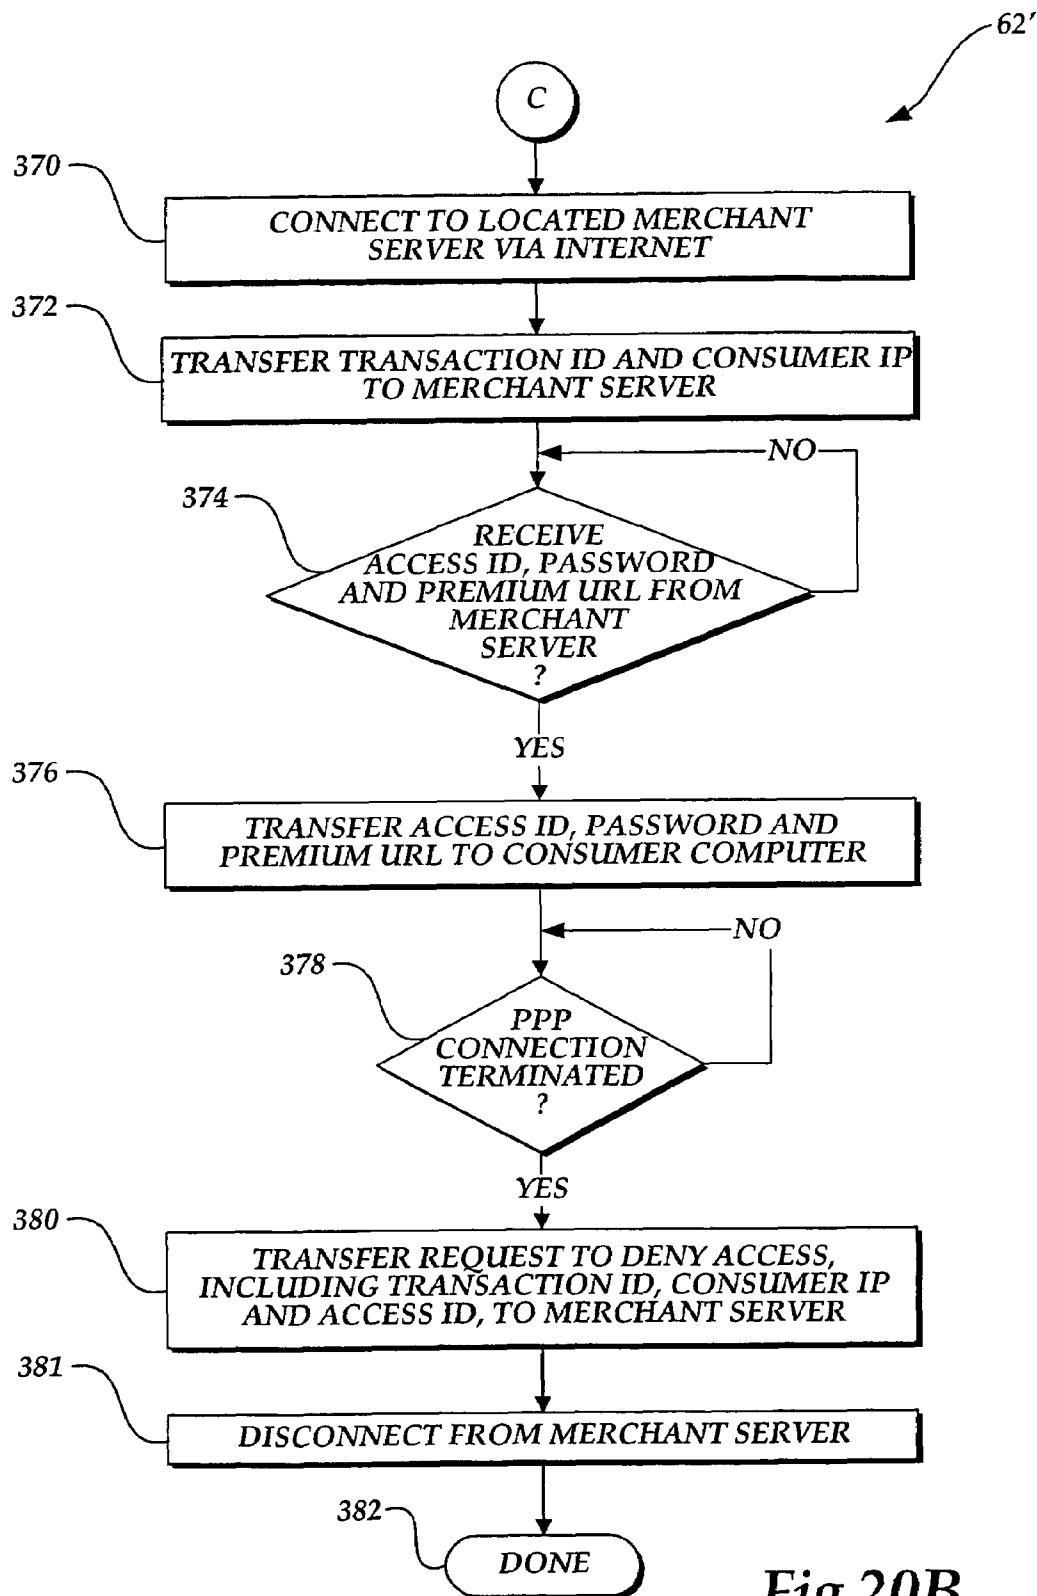 62'
C
370
CONNECT TO LOCATED MERCHANT
SERVER VIA INTERNET
372
TRANSFER TRANSACTION ID AND CONSUMER IP
TO MERCHANT SERVER
NO
374
RECEIVE
ACCESS ID, PASSWORD
AND PREMIUM URL FROM
MERCHANT
SERVER
?
YES
376
TRANSFER ACCESS ID, PASSWORD AND
PREMIUM URL TO CONSUMER COMPUTER
NO
378
PPP
CONNECTION
TERMINATED
?
YES
380
TRANSFER REQUEST TO DENY ACCESS,
INCLUDING TRANSACTION ID, CONSUMER IP
AND ACCESS ID, TO MERCHANT SERVER
381
DISCONNECT FROM MERCHANT SERVER
382
DONE
Fig.20B